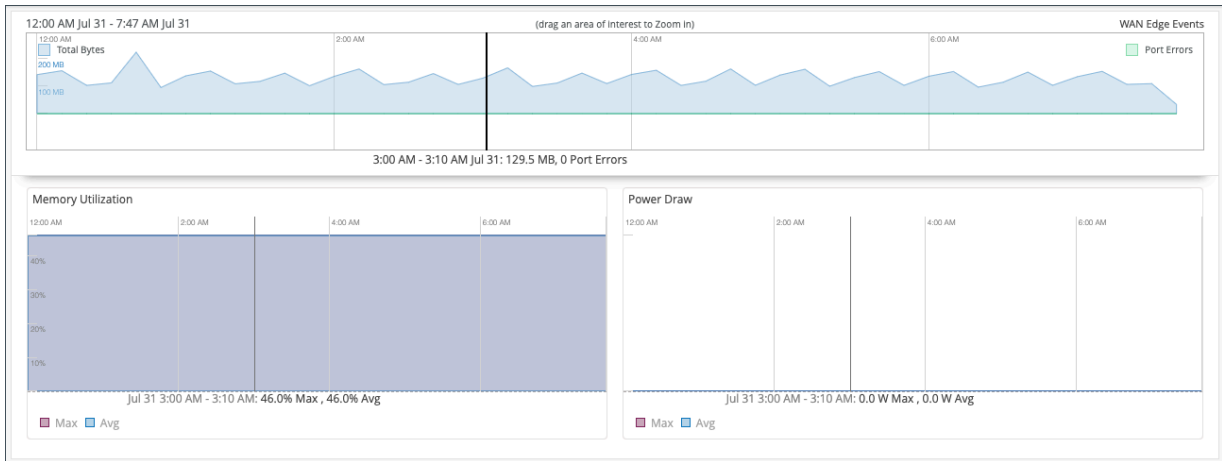 12:00 AM Jul 31 - 7:47 AM Jul 31
(drag an area of interest to Zoom in)
WAN Edge Events
12:00 AM
2:00 AM
4:00 AM
6:00 AM
Total Bytes
Port Errors
200 MB
100 MB
3:00 AM - 3:10 AM Jul 31: 129.5 MB, 0 Port Errors
Memory Utilization
12:00 AM
2:00 AM
4:00 AM
6:00 AM
40%
30%
20%
10%
Jul 31 3:00 AM - 3:10 AM: 46.0% Max , 46.0% Avg
Max Avg
Power Draw
12:00 AM
2:00 AM
4:00 AM
6:00 AM
Jul 31 3:00 AM - 3:10 AM: 0.0 W Max , 0.0 W Avg
Max Avg